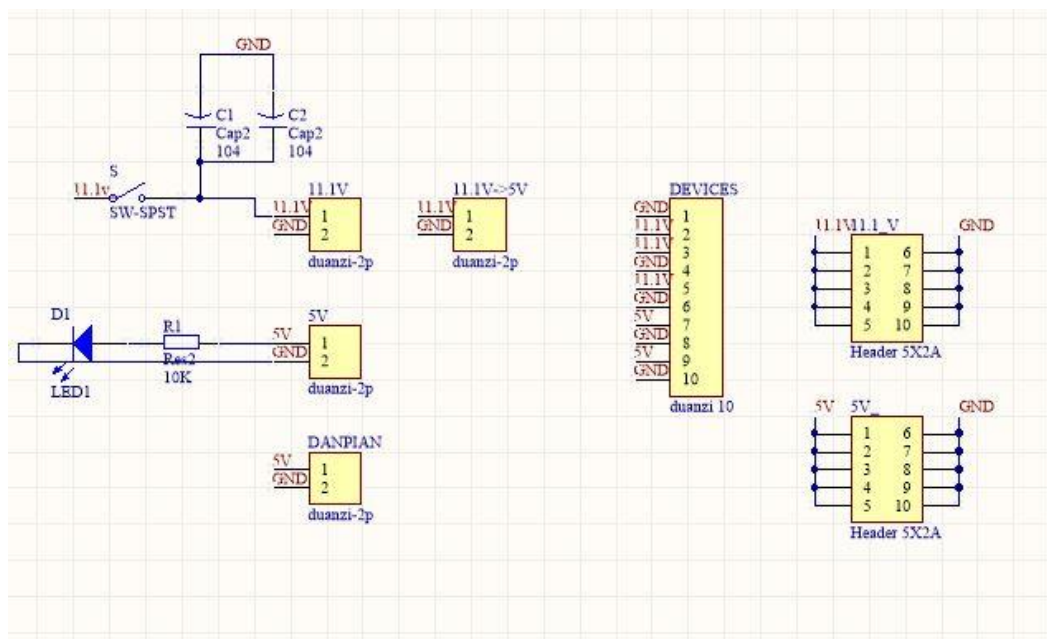 GND
C1
Cap2
104
C2
Cap2
104
S
11.1v
SW-SPST
11.1V
11.1V
GND
1
2
duanzi-2p
11.1V->5V
11.1V
GND
1
2
duanzi-2p
D1
LED1
R1
Res2
10K
5V
5V
GND
1
2
duanzi-2p
DANPIAN
5V
GND
1
2
duanzi-2p
DEVICES
GND 1
11.1V 2
11.1V 3
GND 4
11.1V 5
GND 6
5V 7
GND 8
5V 9
GND 10
duanzi 10
11.1V 11.1_V GND
1 6
2 7
3 8
4 9
5 10
Header 5X2A
5V 5V_ GND
1 6
2 7
3 8
4 9
5 10
Header 5X2A